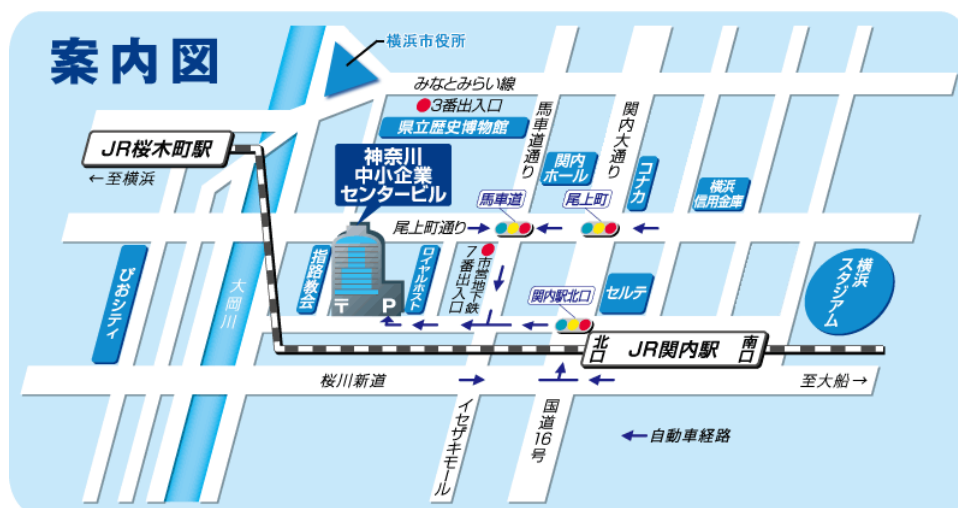 案内図
横浜市役所
みなとみらい線
3番出入口
県立歴史博物館
馬車道通り
関内大通り
JR桜木町駅
←至横浜
神奈川
中小企業
センタービル
関内
ホール
コナカ
横浜
信用金庫
馬車道
尾上町
尾上町通り
びおシティ
大岡川
指路教会
〒
P
ロイヤルホスト
市営地下鉄
7番出入口
関内駅北口
セルテ
横浜
スタジアム
北口
JR関内駅
南口
桜川新道
至大船→
イセザキモール
国道16号
←自動車経路